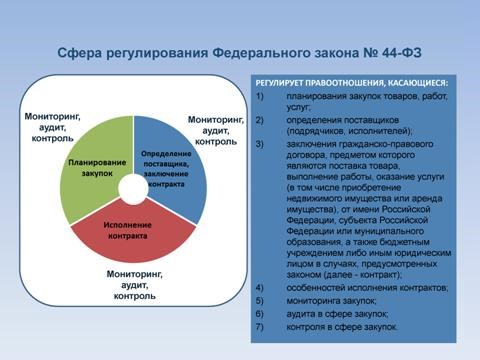 Сфера регулирования Федерального закона № 44-ФЗ
Мониторинг,
аудит,
контроль
Мониторинг,
аудит,
контроль
Планирование
закупок
Определение
поставщика,
заключение
контракта
Исполнение
контракта
Мониторинг,
аудит,
контроль
РЕГУЛИРУЕТ ПРАВООТНОШЕНИЯ, КАСАЮЩИЕСЯ:
1) планирования закупок товаров, работ,
услуг;
2) определения поставщиков
(подрядчиков, исполнителей);
3) заключения гражданско-правового
договора, предметом которого
являются поставка товара,
выполнение работы, оказание услуги
(в том числе приобретение
недвижимого имущества или аренда
имущества), от имени Российской
Федерации, субъекта Российской
Федерации или муниципального
образования, а также бюджетным
учреждением либо иным юридическим
лицом в случаях, предусмотренных
законом (далее - контракт);
4) особенностей исполнения контрактов;
5) мониторинга закупок;
6) аудита в сфере закупок;
7) контроля в сфере закупок.